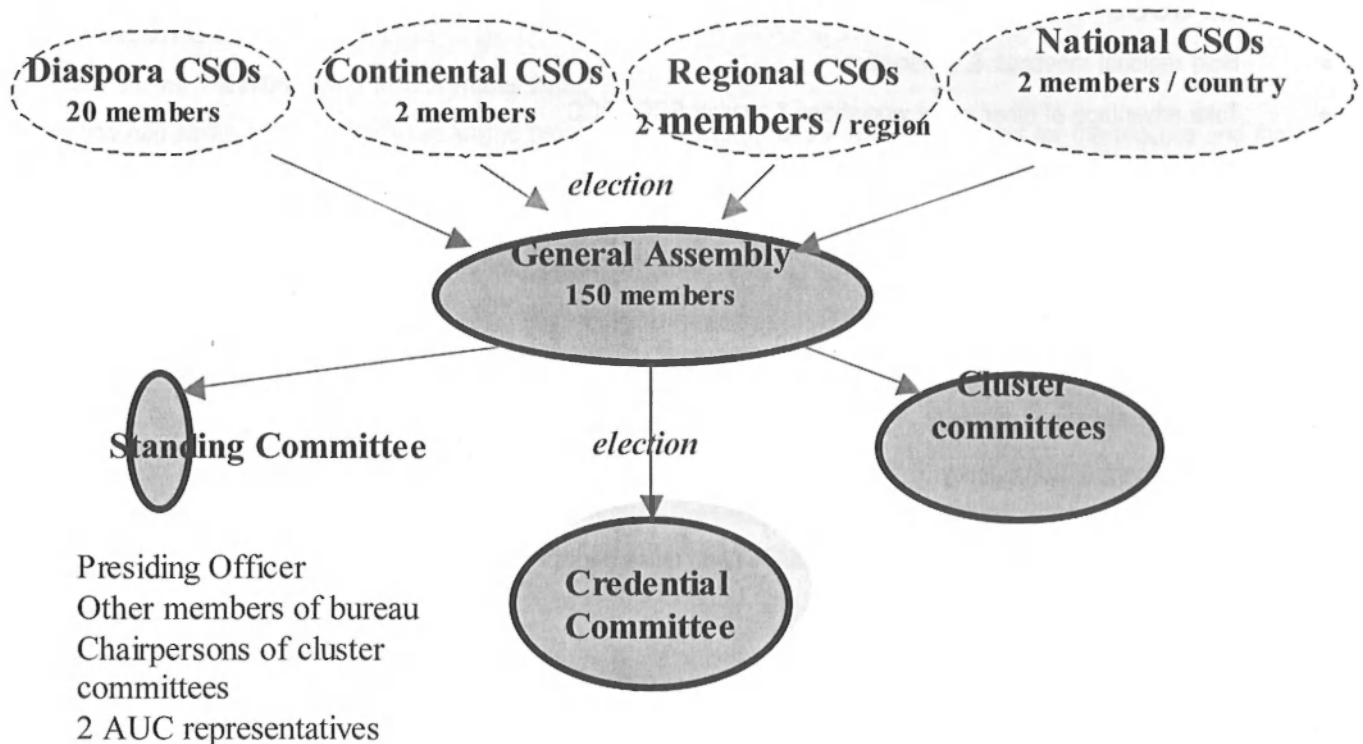 Diaspora CSOs
20 members
Continental CSOs
2 members
Regional CSOs
2 members / region
National CSOs
2 members / country
election
General Assembly
150 members
Standing Committee
election
Cluster
committees
Presiding Officer
Other members of bureau
Chairpersons of cluster
committees
2 AUC representatives
Credential
Committee